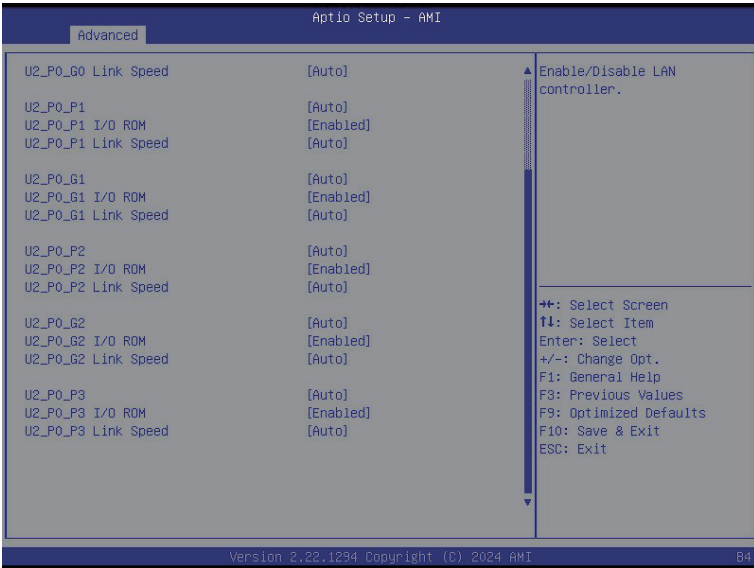 Aptio Setup – AMI
Advanced
U2_P0_G0 Link Speed [Auto]
U2_P0_P1 [Auto]
U2_P0_P1 I/O ROM [Enabled]
U2_P0_P1 Link Speed [Auto]
U2_P0_G1 [Auto]
U2_P0_G1 I/O ROM [Enabled]
U2_P0_G1 Link Speed [Auto]
U2_P0_P2 [Auto]
U2_P0_P2 I/O ROM [Enabled]
U2_P0_P2 Link Speed [Auto]
U2_P0_G2 [Auto]
U2_P0_G2 I/O ROM [Enabled]
U2_P0_G2 Link Speed [Auto]
U2_P0_P3 [Auto]
U2_P0_P3 I/O ROM [Enabled]
U2_P0_P3 Link Speed [Auto]
Enable/Disable LAN
controller.
→←: Select Screen
↑↓: Select Item
Enter: Select
+/-: Change Opt.
F1: General Help
F3: Previous Values
F9: Optimized Defaults
F10: Save & Exit
ESC: Exit
Version 2.22.1294 Copyright (C) 2024 AMI
B4